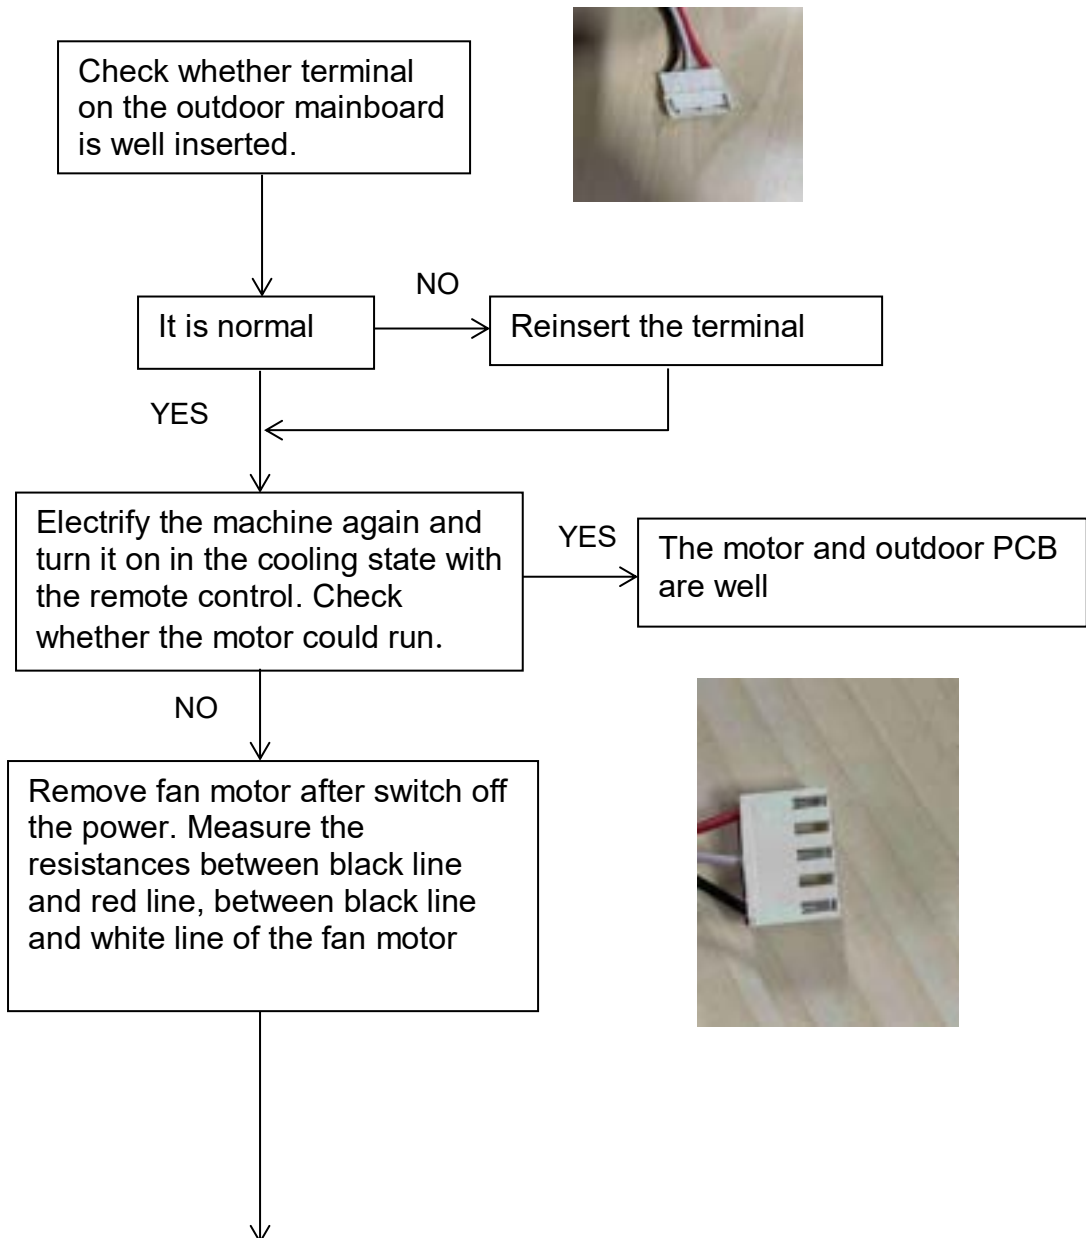 Check whether terminal
on the outdoor mainboard
is well inserted.
NO
It is normal
Reinsert the terminal
YES
Electrify the machine again and
turn it on in the cooling state with
the remote control. Check
whether the motor could run.
YES
The motor and outdoor PCB
are well
NO
Remove fan motor after switch off
the power. Measure the
resistances between black line
and red line, between black line
and white line of the fan motor